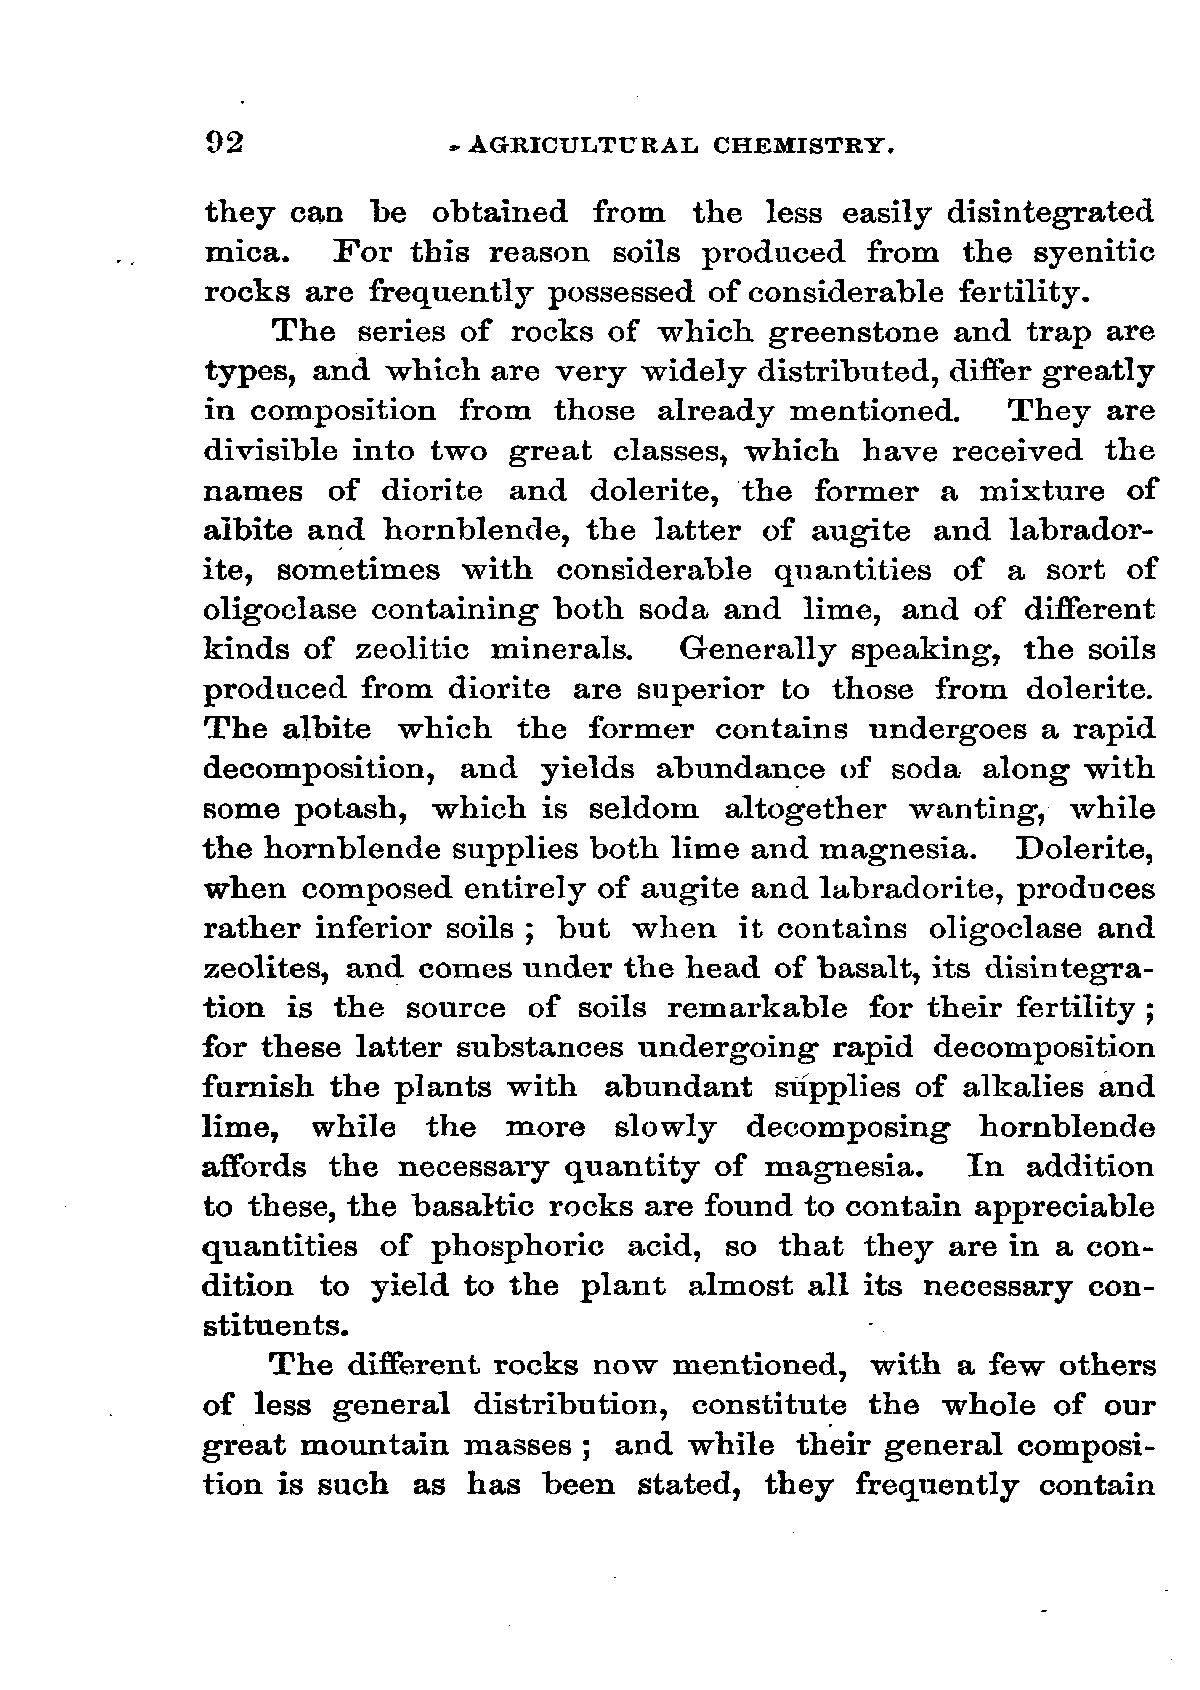 92 AGRICULTURAL CHEMISTRY.
they can be obtained from the less easily disintegrated
mica. For this reason soils produced from the syenitic
rocks are frequently possessed of considerable fertility.
The series of rocks of which greenstone and trap are
types, and which are very widely distributed, differ greatly
in composition from those already mentioned. They are
divisible into two great classes, which have received the
names of diorite and dolerite, the former a mixture of
albite and hornblende, the latter of augite and labrador-
ite, sometimes with considerable quantities of a sort of
oligoclase containing both soda and lime, and of different
kinds of zeolitic minerals. Generally speaking, the soils
produced from diorite are superior to those from dolerite.
The albite which the former contains undergoes a rapid
decomposition, and yields abundance of soda along with
some potash, which is seldom altogether wanting, while
the hornblende supplies both lime and magnesia. Dolerite,
when composed entirely of augite and labradorite, produces
rather inferior soils ; but when it contains oligoclase and
zeolites, and comes under the head of basalt, its disintegra-
tion is the source of soils remarkable for their fertility ;
for these latter substances undergoing rapid decomposition
furnish the plants with abundant supplies of alkalies and
lime, while the more slowly decomposing hornblende
affords the necessary quantity of magnesia. In addition
to these, the basaltic rocks are found to contain appreciable
quantities of phosphoric acid, so that they are in a con-
dition to yield to the plant almost all its necessary con-
stituents.
The different rocks now mentioned, with a few others
of less general distribution, constitute the whole of our
great mountain masses ; and while their general composi-
tion is such as has been stated, they frequently contain